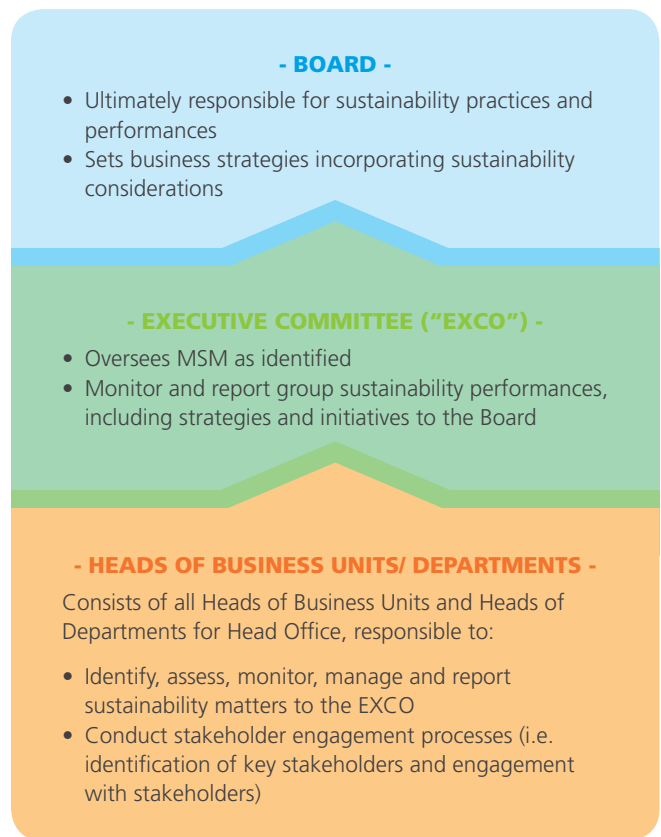 - BOARD -
• Ultimately responsible for sustainability practices and
performances
• Sets business strategies incorporating sustainability
considerations
- EXECUTIVE COMMITTEE (“EXCO”) -
• Oversees MSM as identified
• Monitor and report group sustainability performances,
including strategies and initiatives to the Board
- HEADS OF BUSINESS UNITS/ DEPARTMENTS -
Consists of all Heads of Business Units and Heads of
Departments for Head Office, responsible to:
• Identify, assess, monitor, manage and report
sustainability matters to the EXCO
• Conduct stakeholder engagement processes (i.e.
identification of key stakeholders and engagement
with stakeholders)